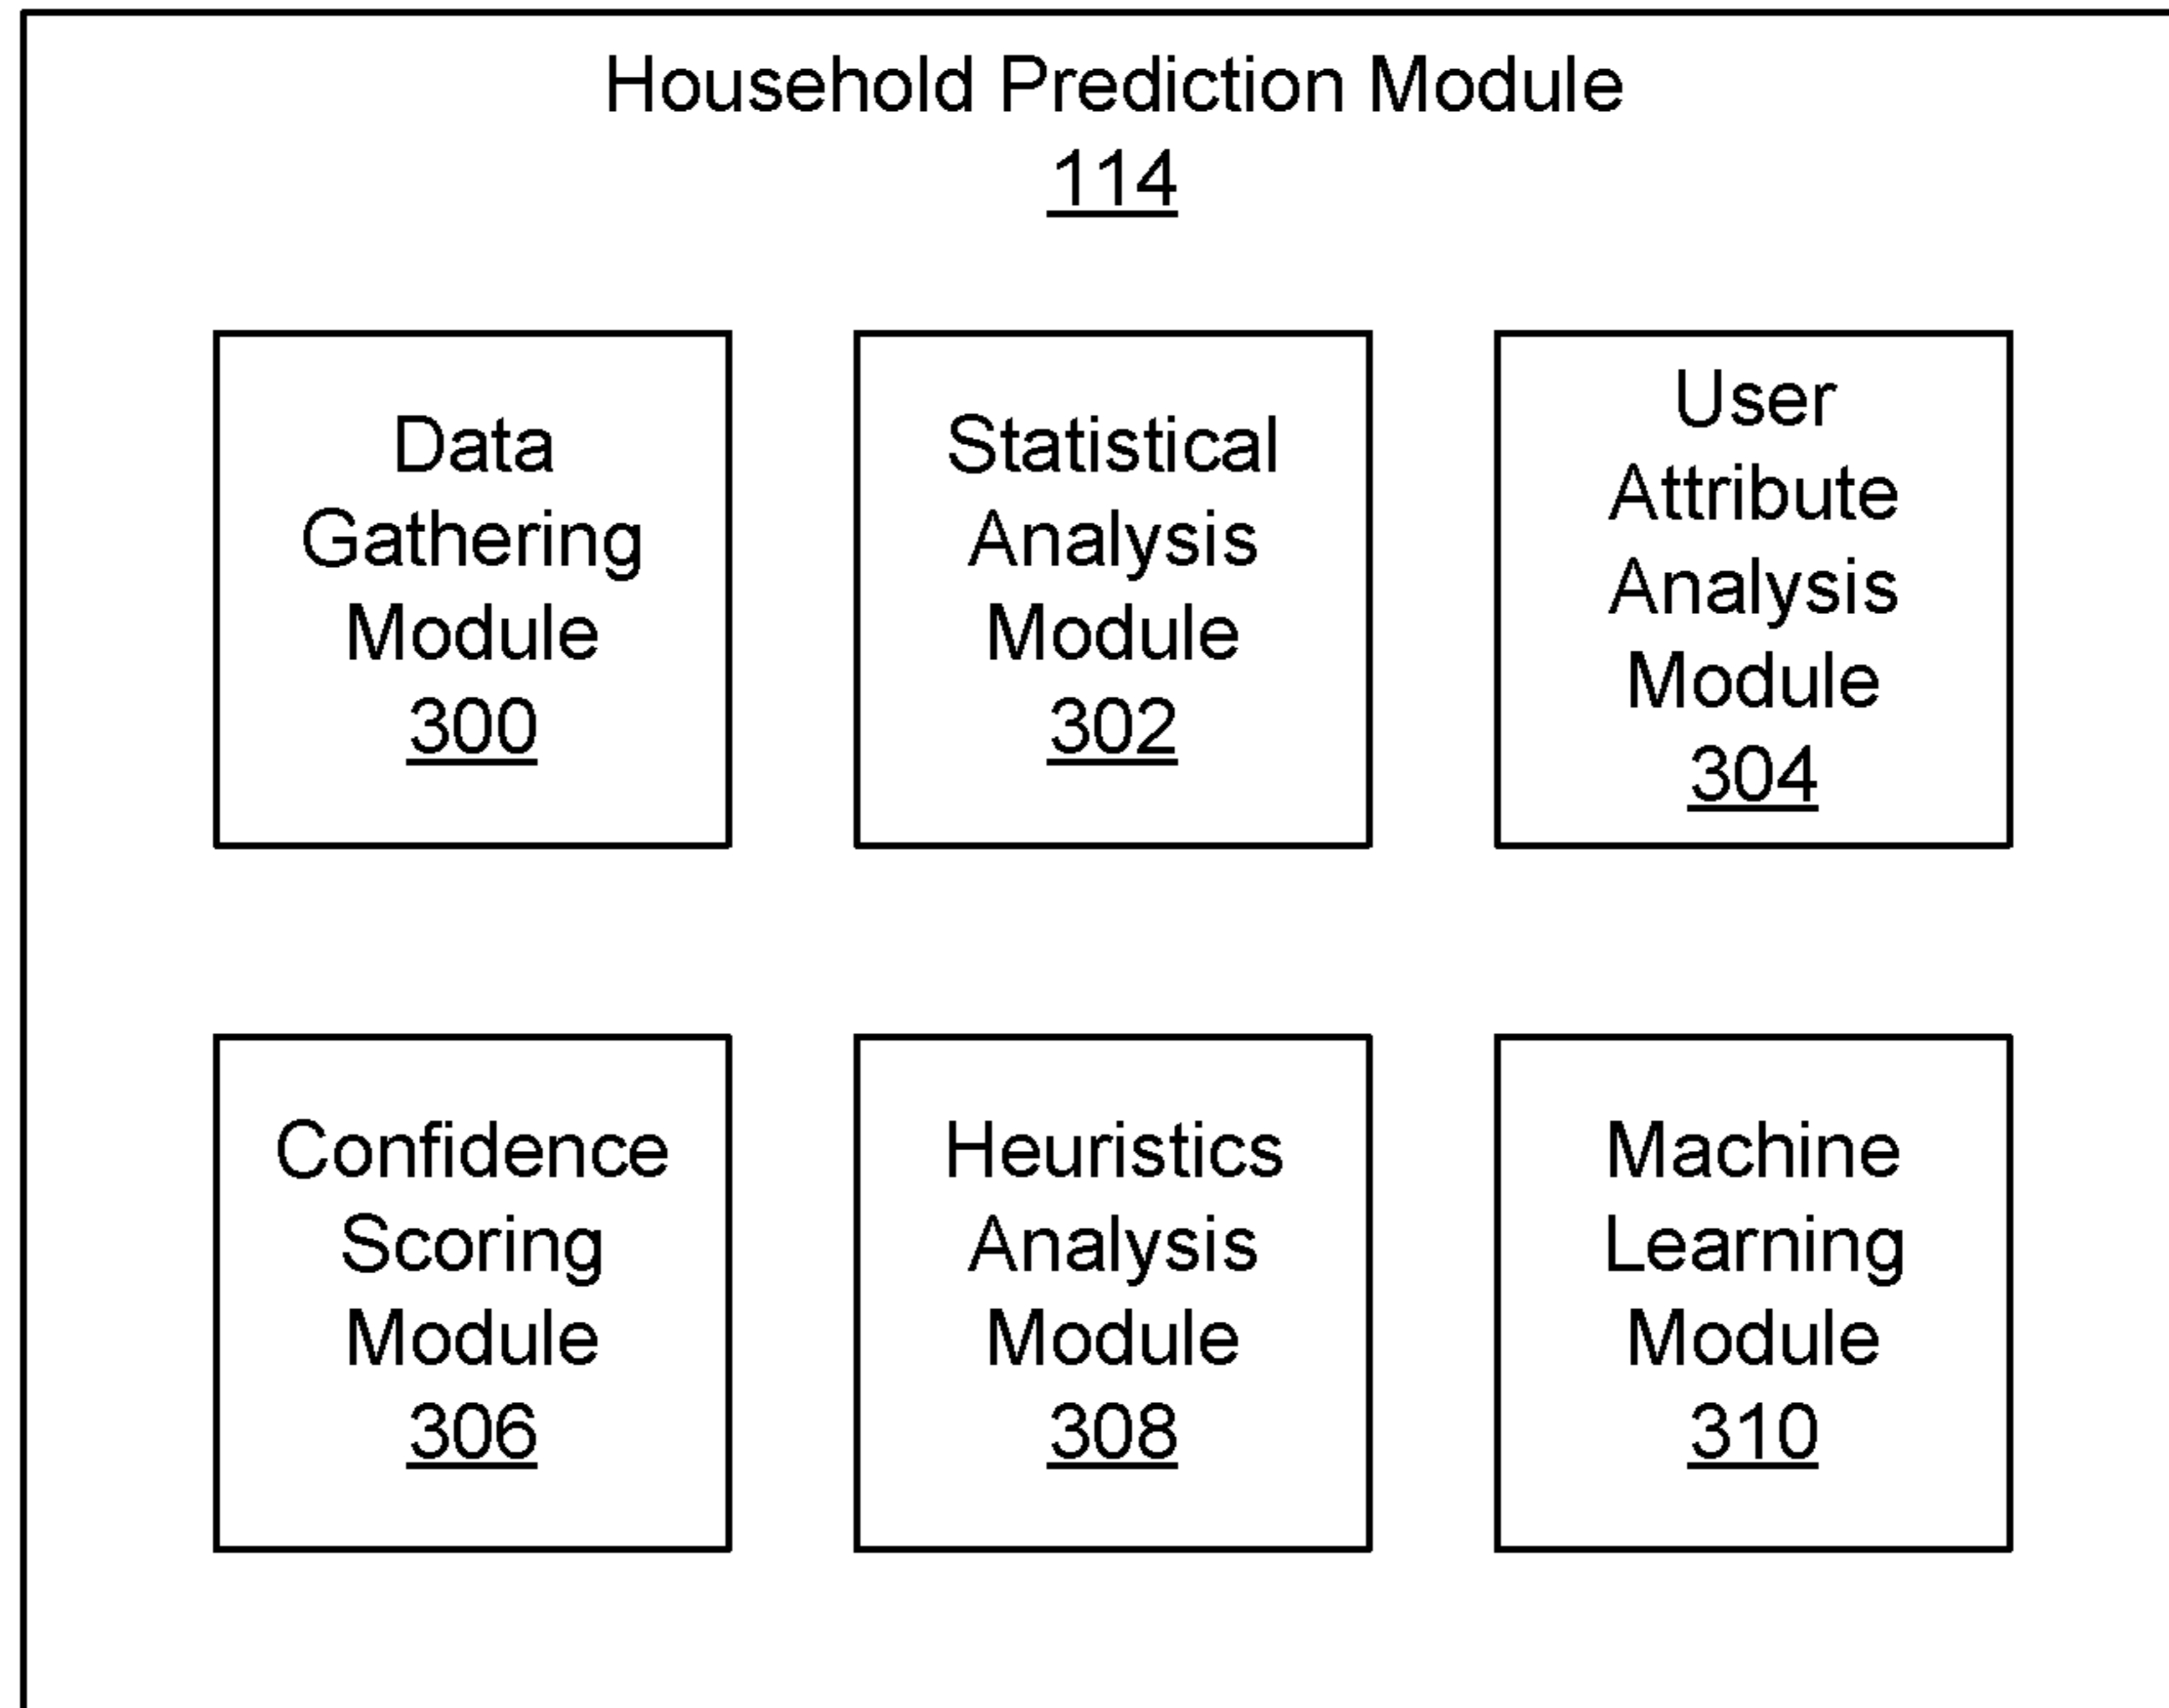 Household Prediction Module
114
Data
Gathering
Module
300
Statistical
Analysis
Module
302
User
Attribute
Analysis
Module
304
Confidence
Scoring
Module
306
Heuristics
Analysis
Module
308
Machine
Learning
Module
310